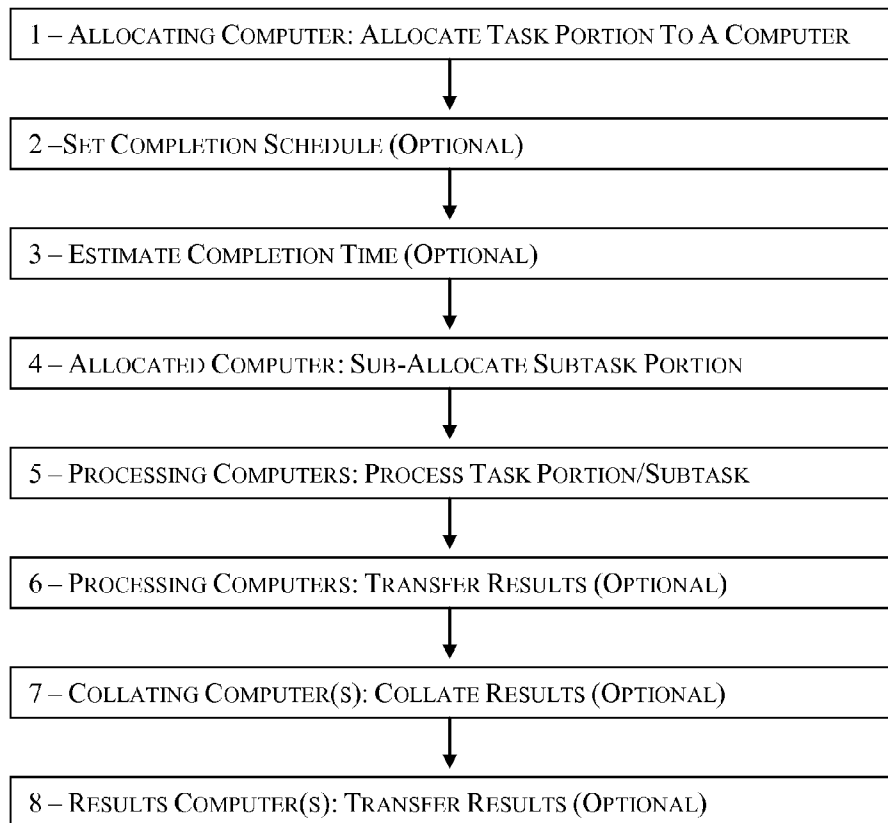 1 – ALLOCATING COMPUTER: ALLOCATE TASK PORTION TO A COMPUTER
2 –SET COMPLETION SCHEDULE (OPTIONAL)
3 – ESTIMATE COMPLETION TIME (OPTIONAL)
4 – ALLOCATED COMPUTER: SUB-ALLOCATE SUBTASK PORTION
5 – PROCESSING COMPUTERS: PROCESS TASK PORTION/SUBTASK
6 – PROCESSING COMPUTERS: TRANSFER RESULTS (OPTIONAL)
7 – COLLATING COMPUTER(S): COLLATE RESULTS (OPTIONAL)
8 – RESULTS COMPUTER(S): TRANSFER RESULTS (OPTIONAL)